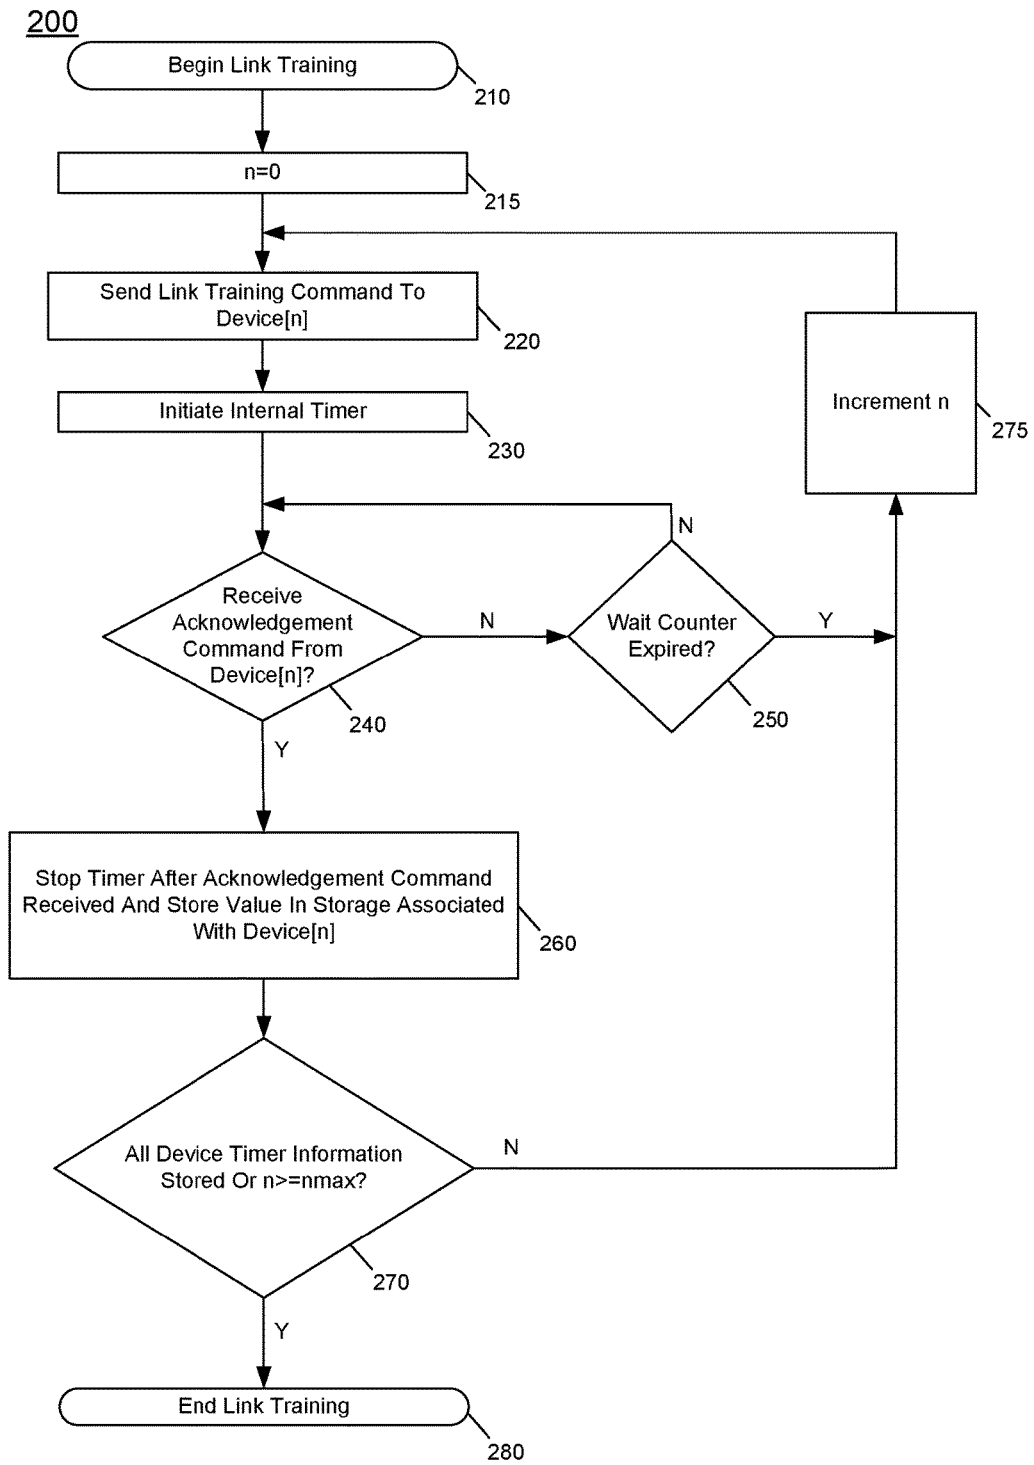 200
Begin Link Training
210
n=0
215
Send Link Training Command To
Device[n]
220
Increment n
275
Initiate Internal Timer
230
N
Receive
Acknowledgement
Command From
Device[n]?
240
N
Wait Counter
Expired?
250
Y
Y
Stop Timer After Acknowledgement Command
Received And Store Value In Storage Associated
With Device[n]
260
All Device Timer Information
Stored Or n>=nmax?
270
N
Y
End Link Training
280